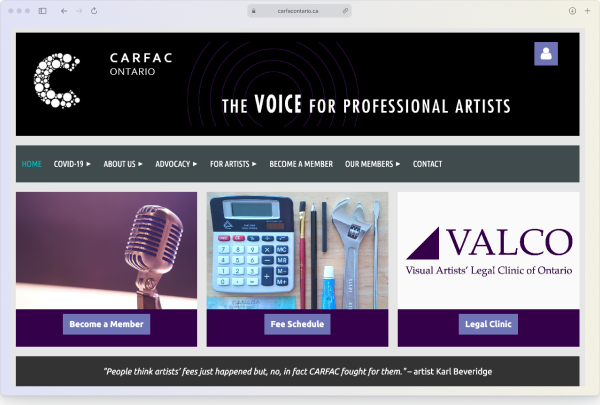 carfacontario.ca
CARFAC
ONTARIO
THE VOICE FOR PROFESSIONAL ARTISTS
HOME COVID-19 ABOUT US ADVOCACY FOR ARTISTS BECOME A MEMBER OUR MEMBERS CONTACT
VALCO
Visual Artists' Legal Clinic of Ontario
Become a Member
Fee Schedule
Legal Clinic
"People think artists' fees just happened but, no, in fact CARFAC fought for them." – artist Karl Beveridge